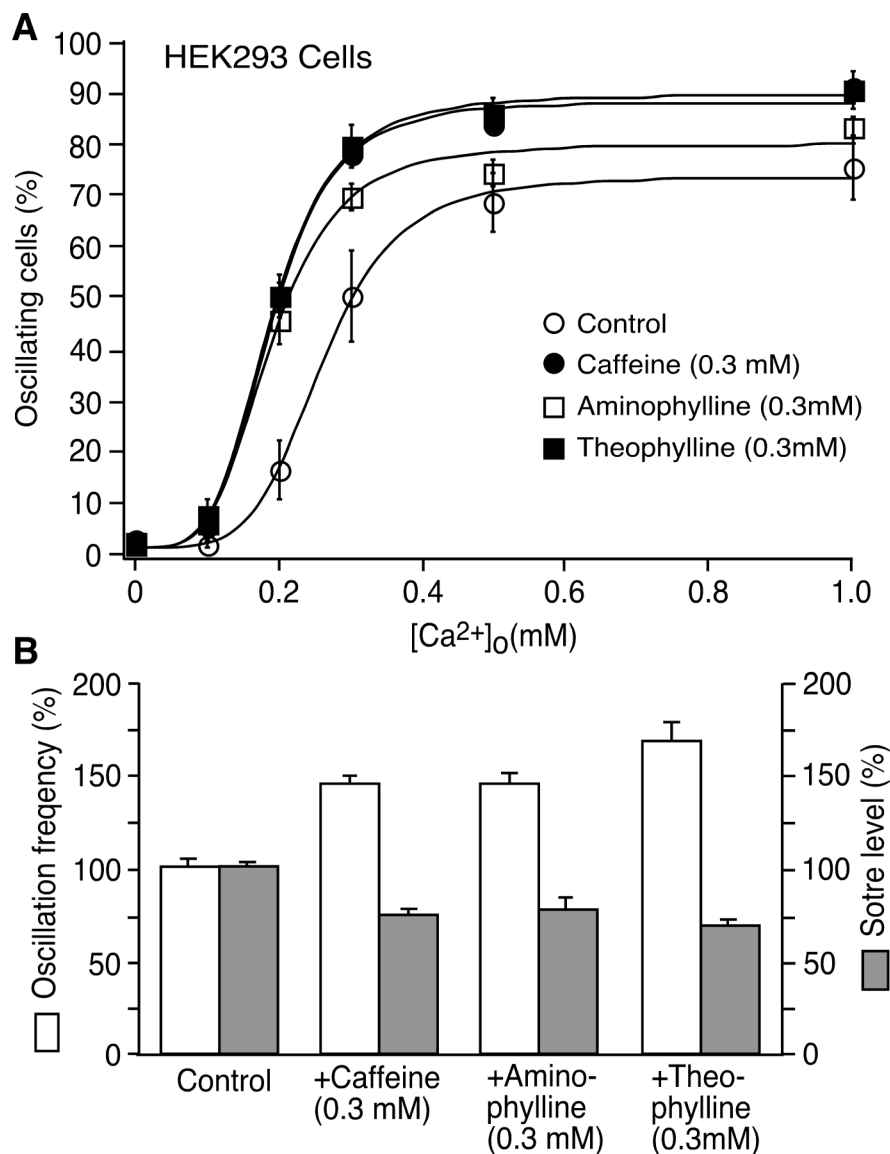 A
HEK293 Cells
Oscillating cells (%)
100
90
80
70
60
50
40
30
20
10
0
Control
Caffeine (0.3 mM)
Aminophylline (0.3mM)
Theophylline (0.3mM)
0 0.2 0.4 0.6 0.8 1.0
[Ca2+]o(mM)
B
Oscillation freqency (%)
200
150
100
50
0
200
150
100
50
0
Sotre level (%)
Control
+Caffeine
(0.3 mM)
+Amino-
phylline
(0.3 mM)
+Theo-
phylline
(0.3mM)